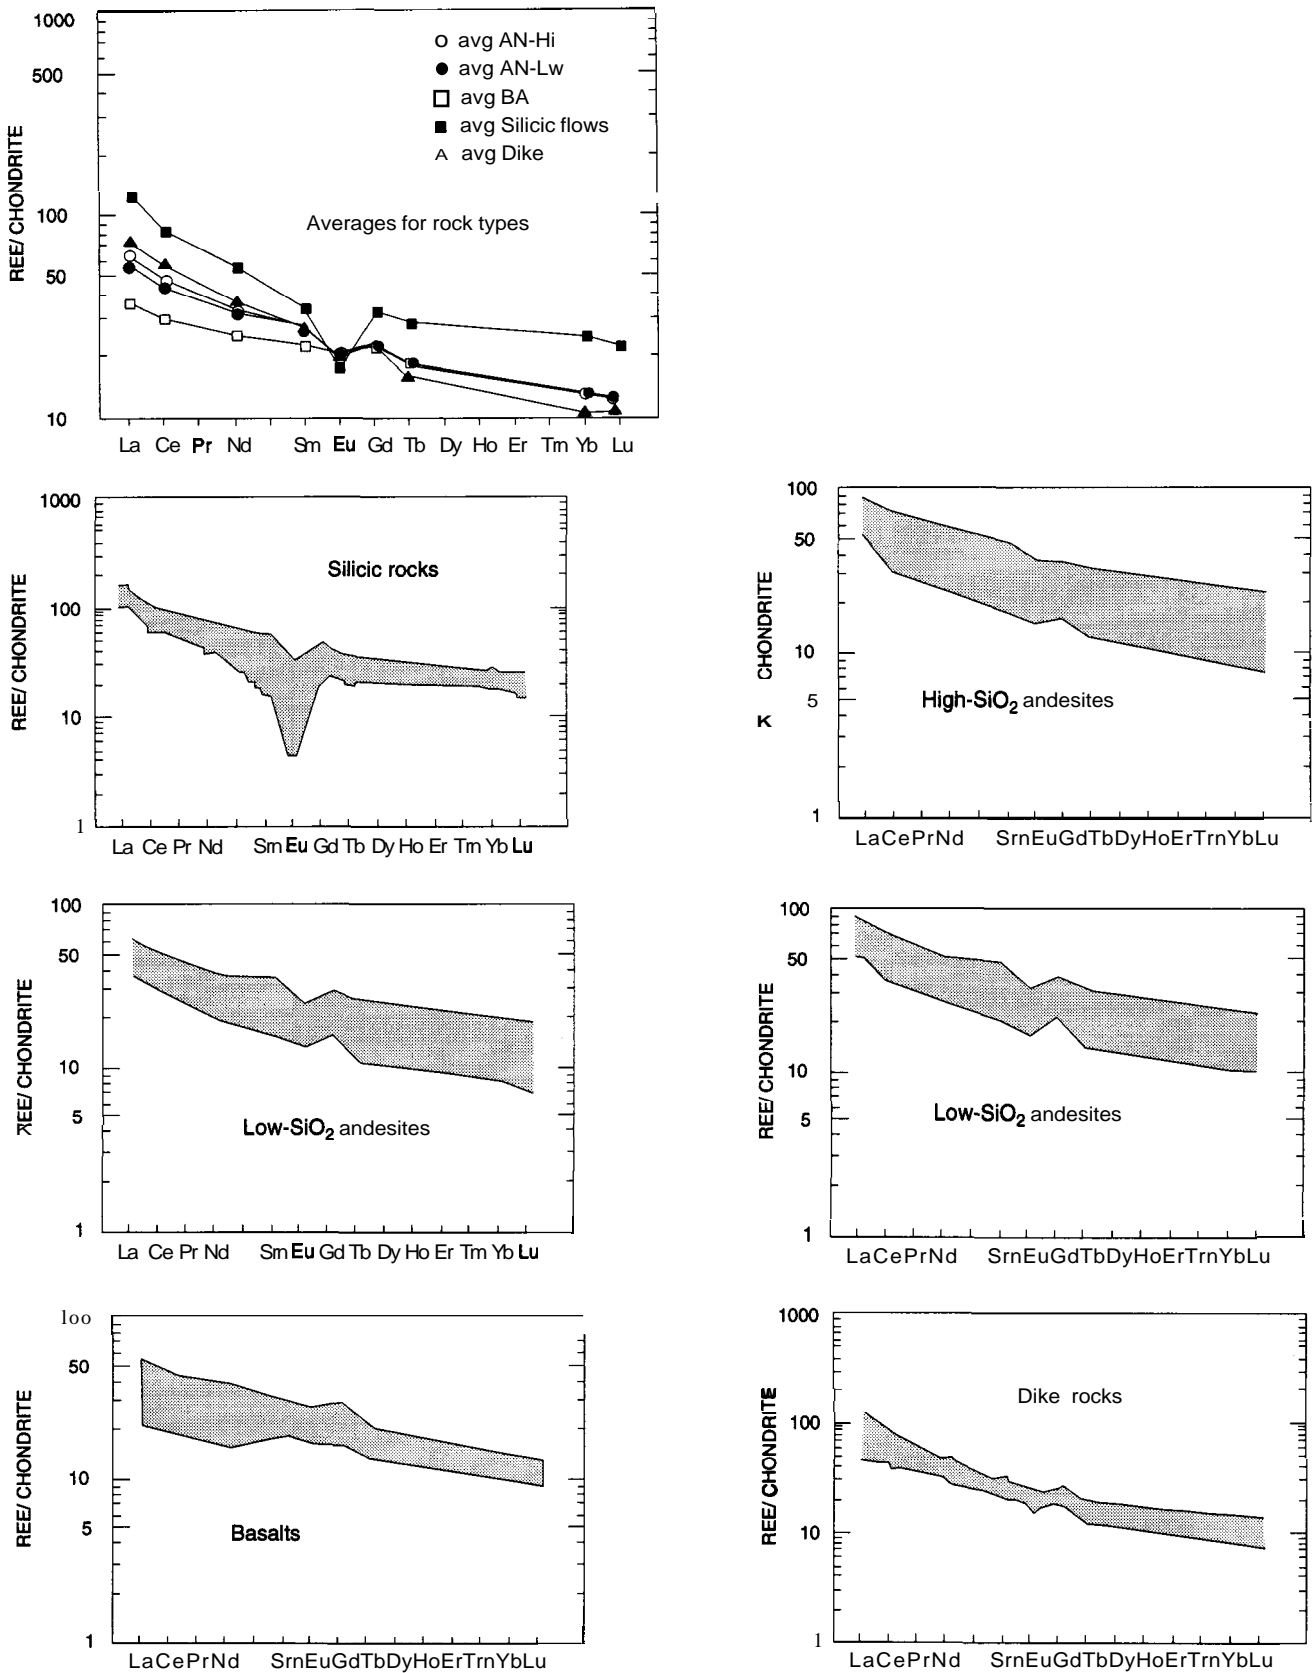 1000
500
100
50
10
REE/ CHONDRITE
o avg AN-Hi
avg AN-Lw
avg BA
avg Silicic flows
A avg Dike
Averages for rock types
La Ce Pr Nd Sm Eu Gd Tb Dy Ho Er Tm Yb Lu
1000
100
10
1
REE/ CHONDRITE
Silicic rocks
La Ce Pr Nd Sm Eu Gd Tb Dy Ho Er Tm Yb Lu
100
50
10
5
1
CHONDRITE
K
High-SiO₂ andesites
LaCePrNd SrnEuGdTbDyHoErTrnYbLu
100
50
10
5
1
REE/ CHONDRITE
Low-SiO₂ andesites
La Ce Pr Nd Sm Eu Gd Tb Dy Ho Er Tm Yb Lu
100
50
10
5
1
REE/ CHONDRITE
Low-SiO₂ andesites
LaCePrNd SrnEuGdTbDyHoErTrnYbLu
loo
50
10
5
1
REE/ CHONDRITE
Basalts
LaCePrNd SrnEuGdTbDyHoErTrnYbLu
1000
100
10
1
REE/ CHONDRITE
Dike rocks
LaCePrNd SrnEuGdTbDyHoErTrnYbLu